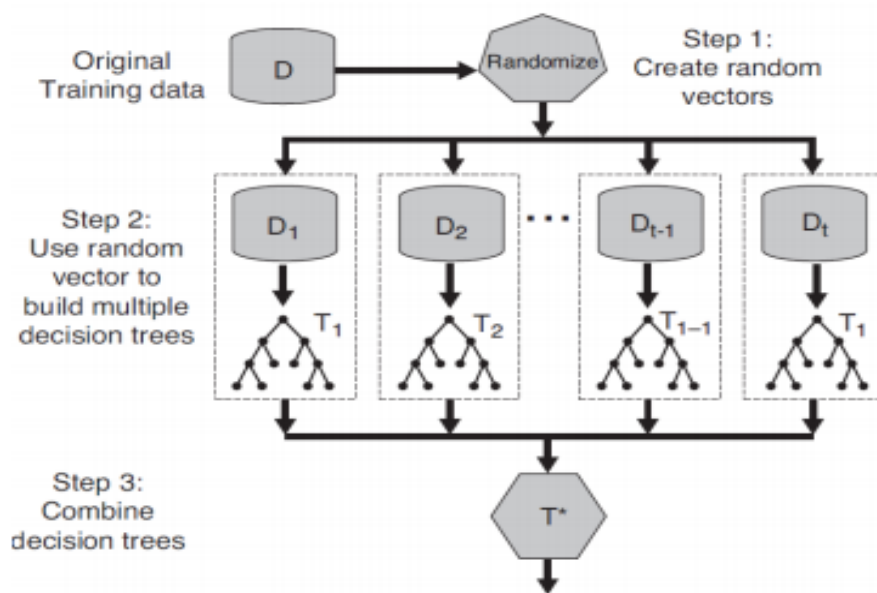 Original
Training data
D
Randomize
Step 1:
Create random
vectors
Step 2:
Use random
vector to
build multiple
decision trees
D1
D2
...
Dt-1
Dt
T1
T2
T1–1
T1
Step 3:
Combine
decision trees
T*